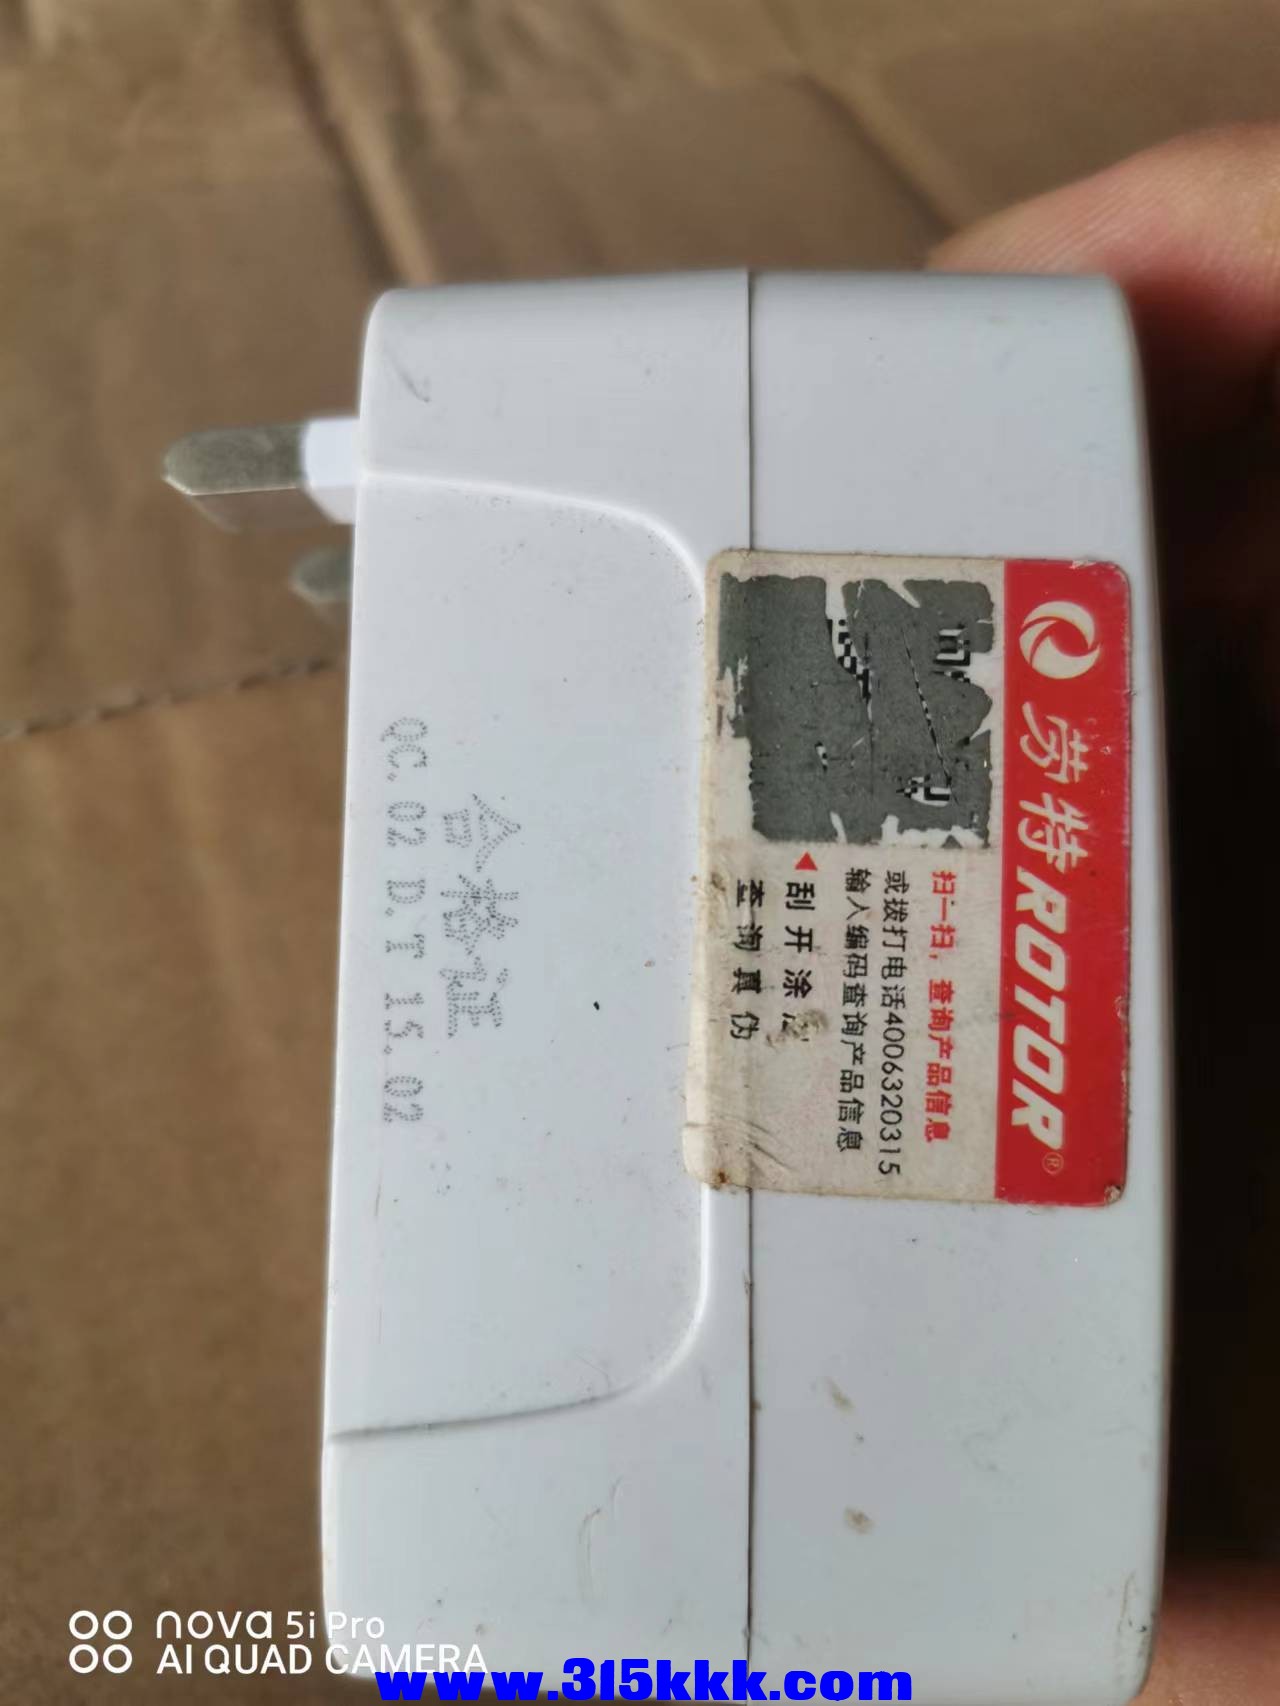 劳特 ROTOR®
扫一扫，查询产品信息
或拨打电话4006320315
输入编码查询产品信息
◀刮开涂
查询真伪
合格证
QC.02 D.T 15.02
nova 5i Pro
AI QUAD CAMERA
www.315kkk.com